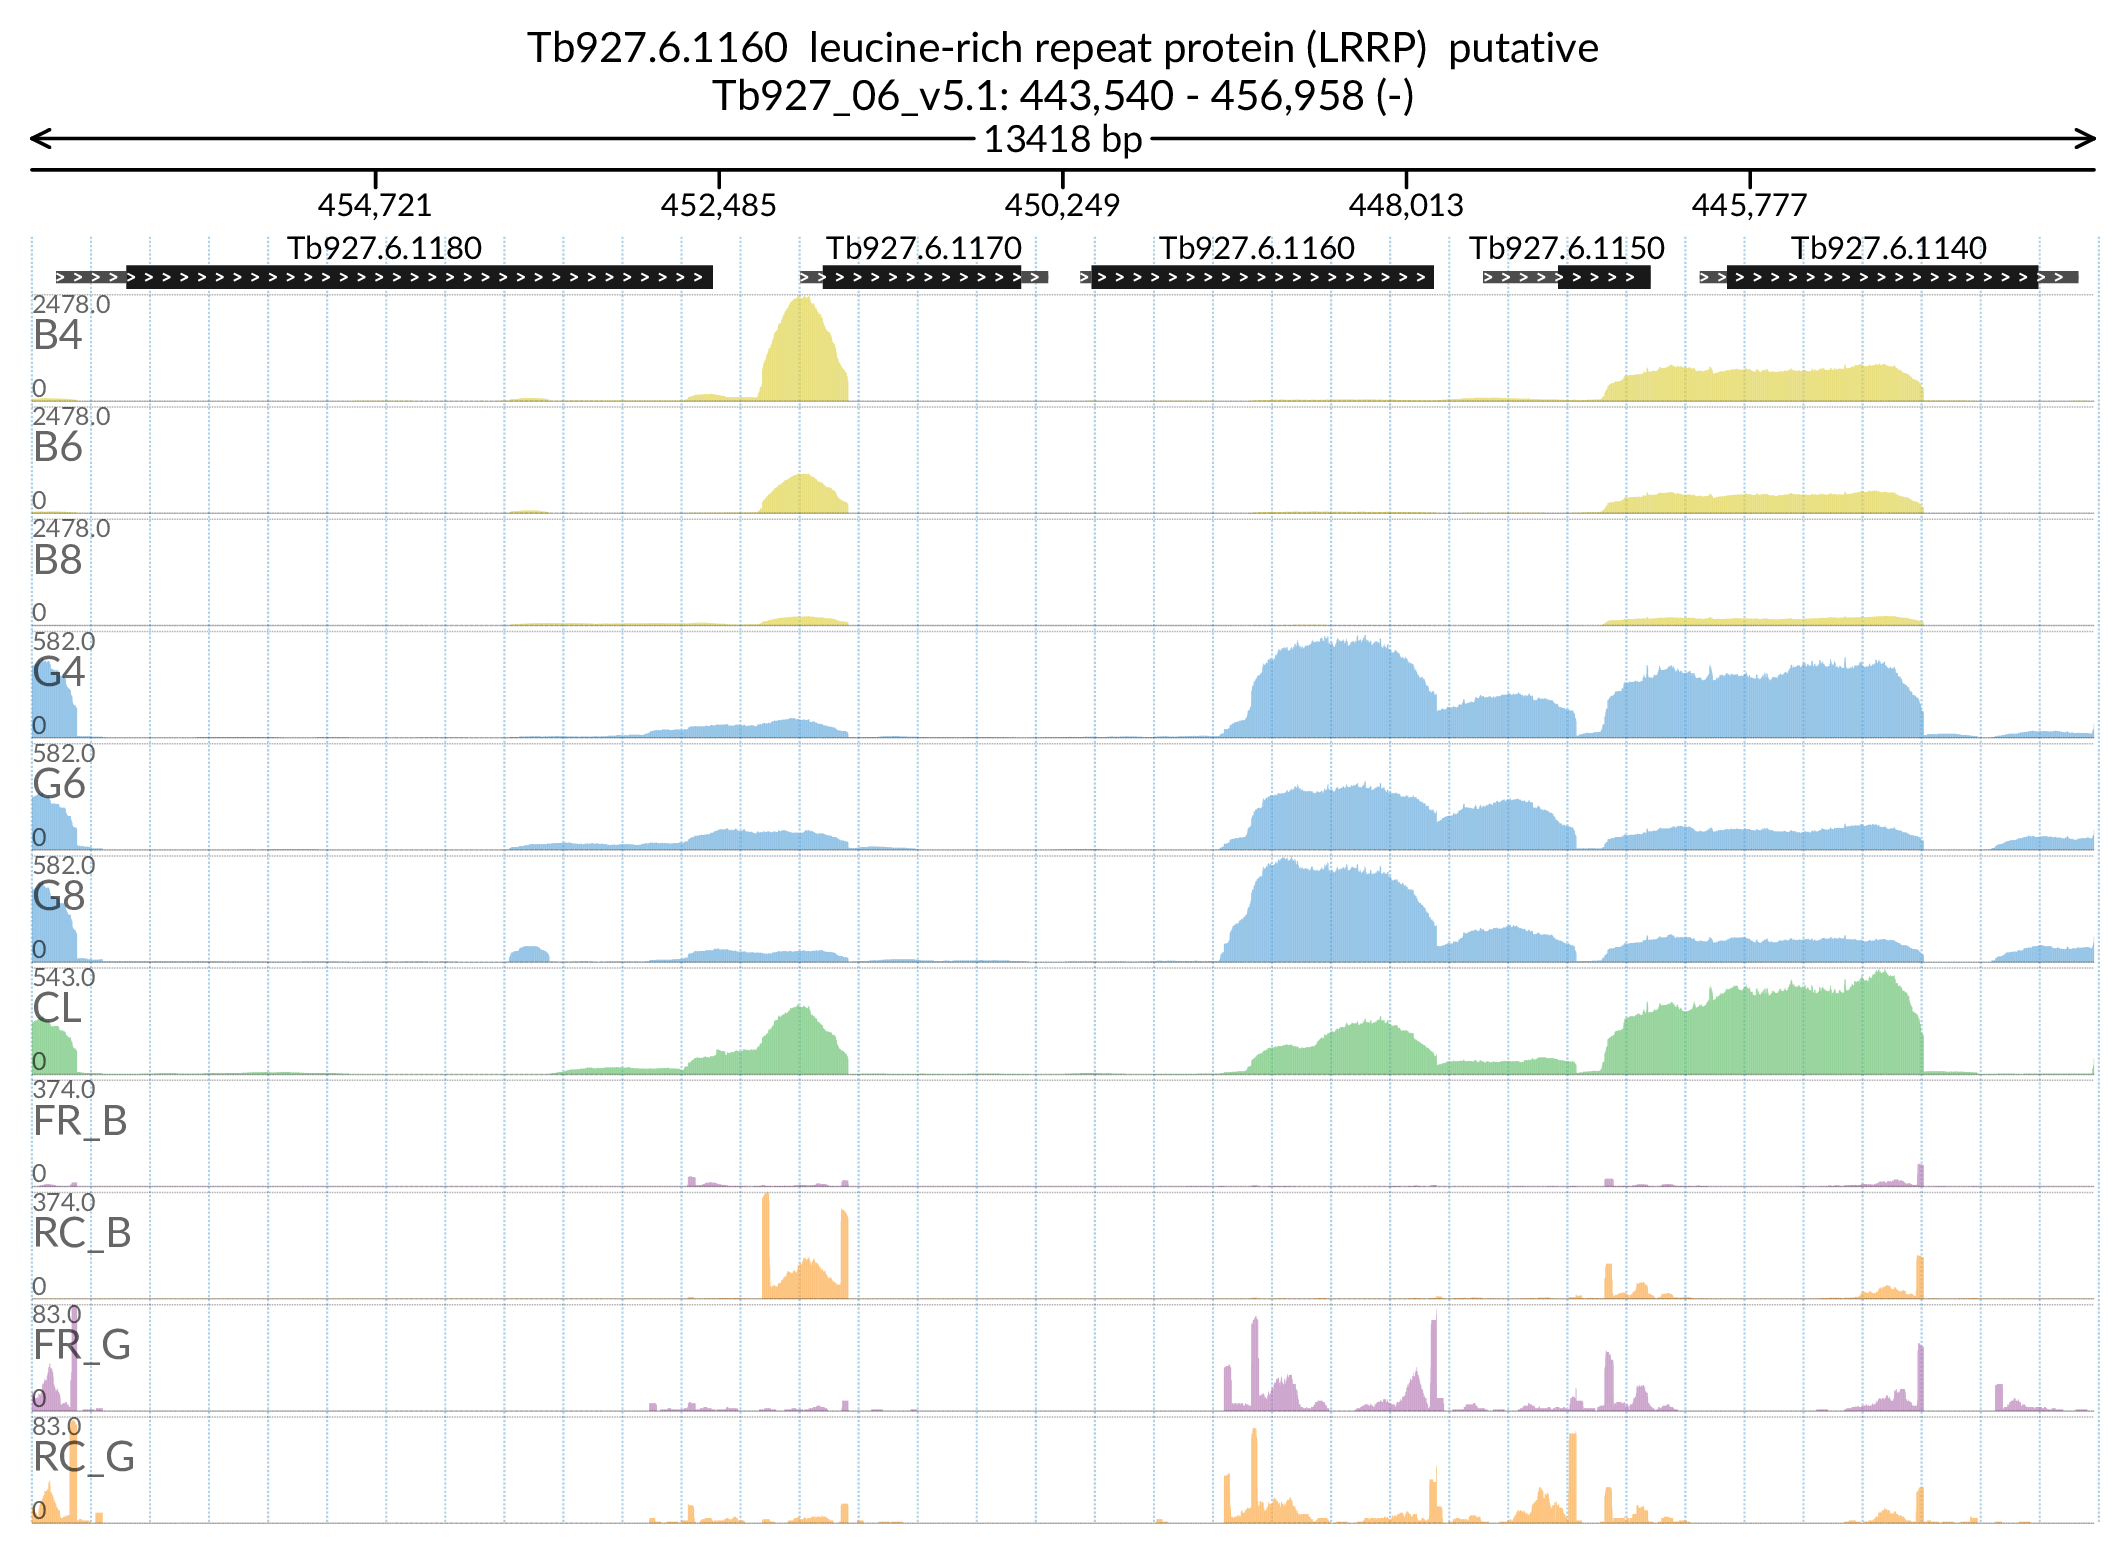 Tb927.6.1160  leucine-rich repeat protein (LRRP)  putative
Tb927_06_v5.1: 443,540 - 456,958 (-)
13418 bp
454,721 452,485 450,249 448,013 445,777
Tb927.6.1180 Tb927.6.1170 Tb927.6.1160 Tb927.6.1150 Tb927.6.1140
2478.0
B4
0
2478.0
B6
0
2478.0
B8
0
582.0
G4
0
582.0
G6
0
582.0
G8
0
543.0
CL
0
374.0
FR_B
0
374.0
RC_B
0
83.0
FR_G
0
83.0
RC_G
0